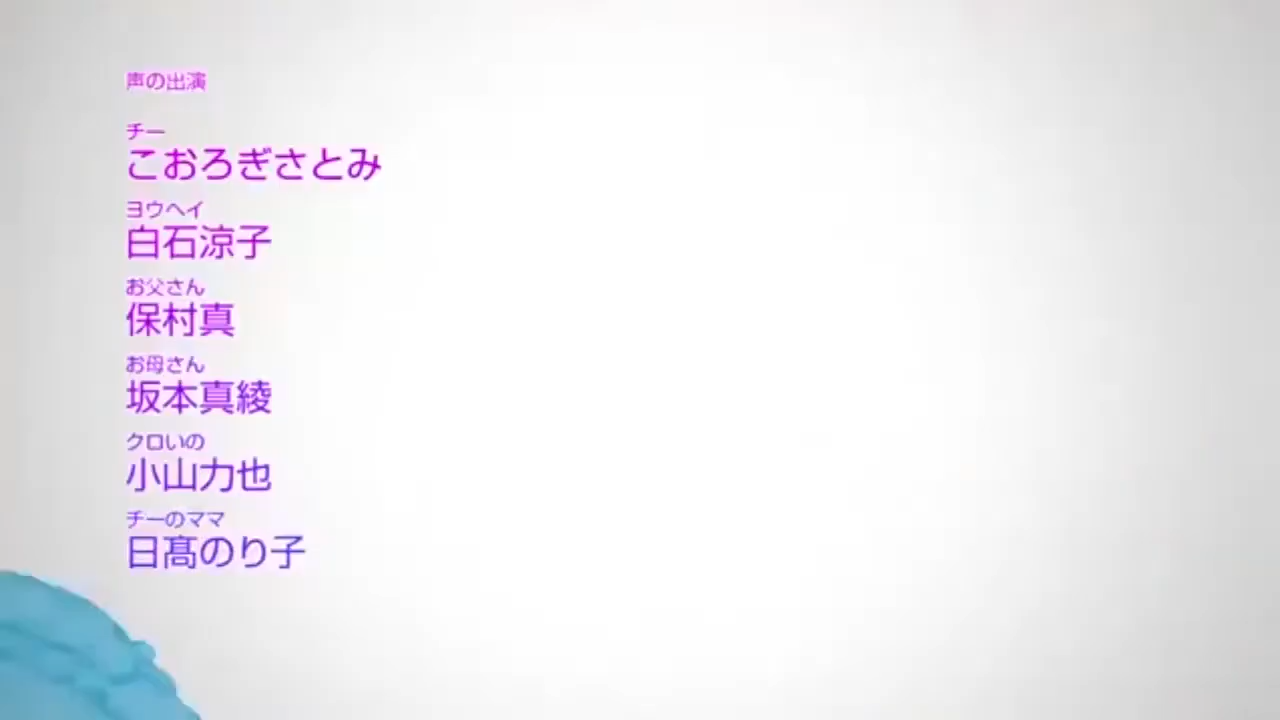 声の出演
チー
こおろぎさとみ
ヨウヘイ
白石涼子
お父さん
保村真
お母さん
坂本真綾
クロいの
小山力也
チーのママ
日髙のり子